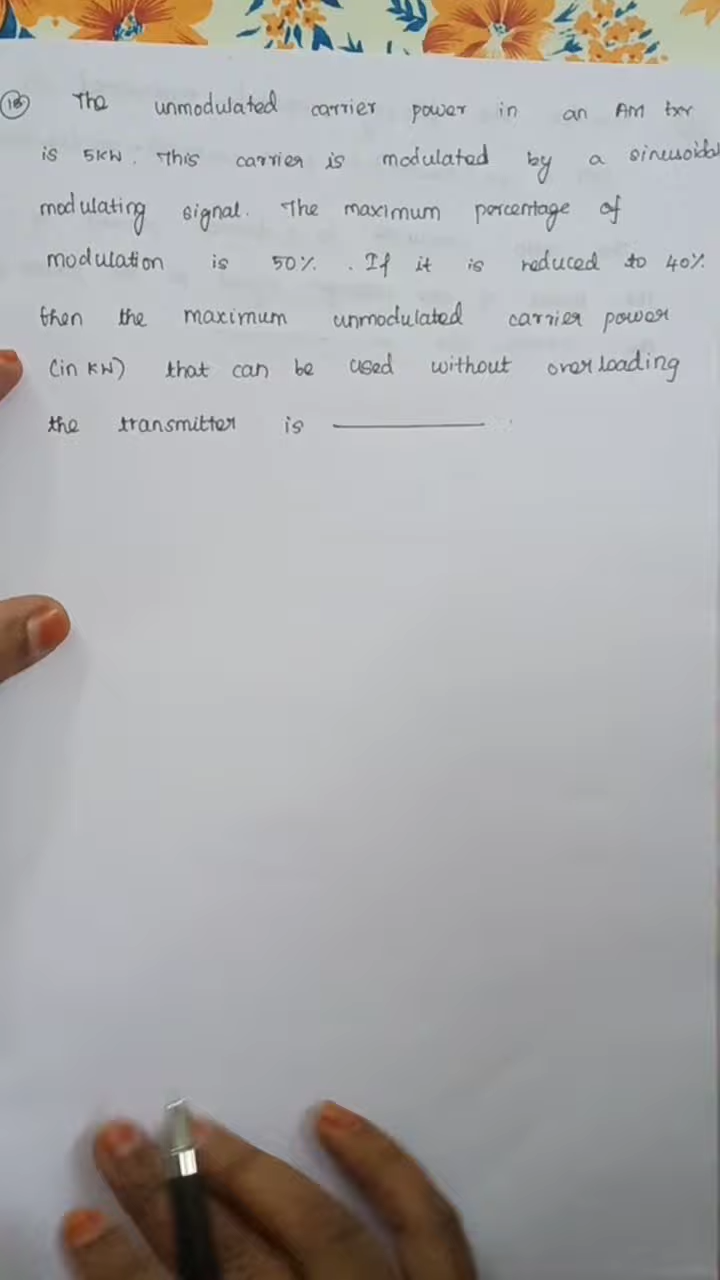 18 The unmodulated carrier power in an AM txr
is 5KW. This carrier is modulated by a sinusoidal
modulating signal. The maximum percentage of
modulation is 50%. If it is reduced to 40%
then the maximum unmodulated carrier power
(in KW) that can be used without over loading
the transmitter is ________